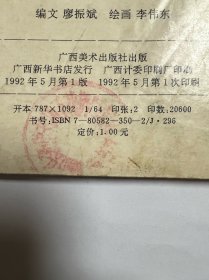 编文 廖振斌 绘画 李伟东
广西美术出版社出版
广西新华书店发行 广西计委印刷厂印刷
1992年5月第1版 1992年5月第1次印刷
开本787×1092 1/64 印张:2 印数:20600
书号:ISBN 7—80582—350—2/J·296
定价:1.00元